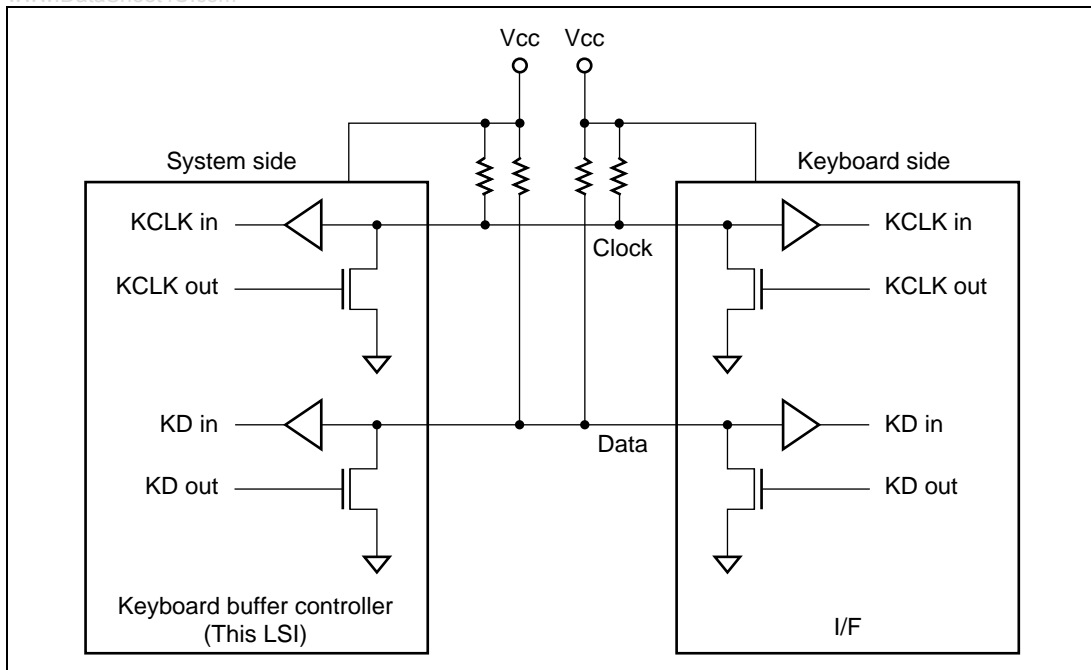 Vcc Vcc
System side
Keyboard side
KCLK in
KCLK in
Clock
KCLK out
KCLK out
KD in
KD in
Data
KD out
KD out
Keyboard buffer controller
(This LSI)
I/F